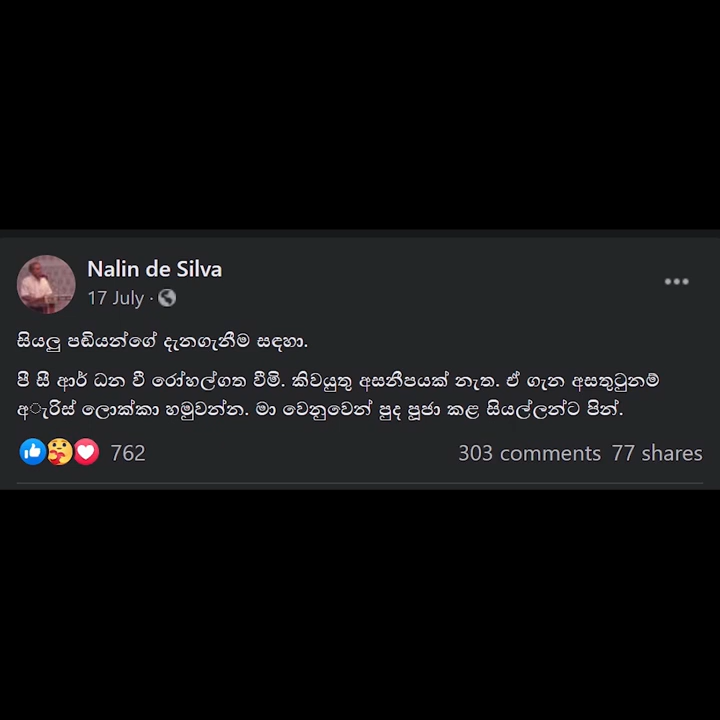 Nalin de Silva
17 July ·
සියලු පඬියන්ගේ දැනගැනීම සඳහා.
පී සී ආර් ධන වී රෝහල්ගත වීමි. කිවයුතු අසනීපයක් නැත. ඒ ගැන අසතුටුනම්
අැරිස් ලොක්කා හමුවන්න. මා වෙනුවෙන් පුද පූජා කළ සියල්ලන්ට පින්.
762
303 comments 77 shares